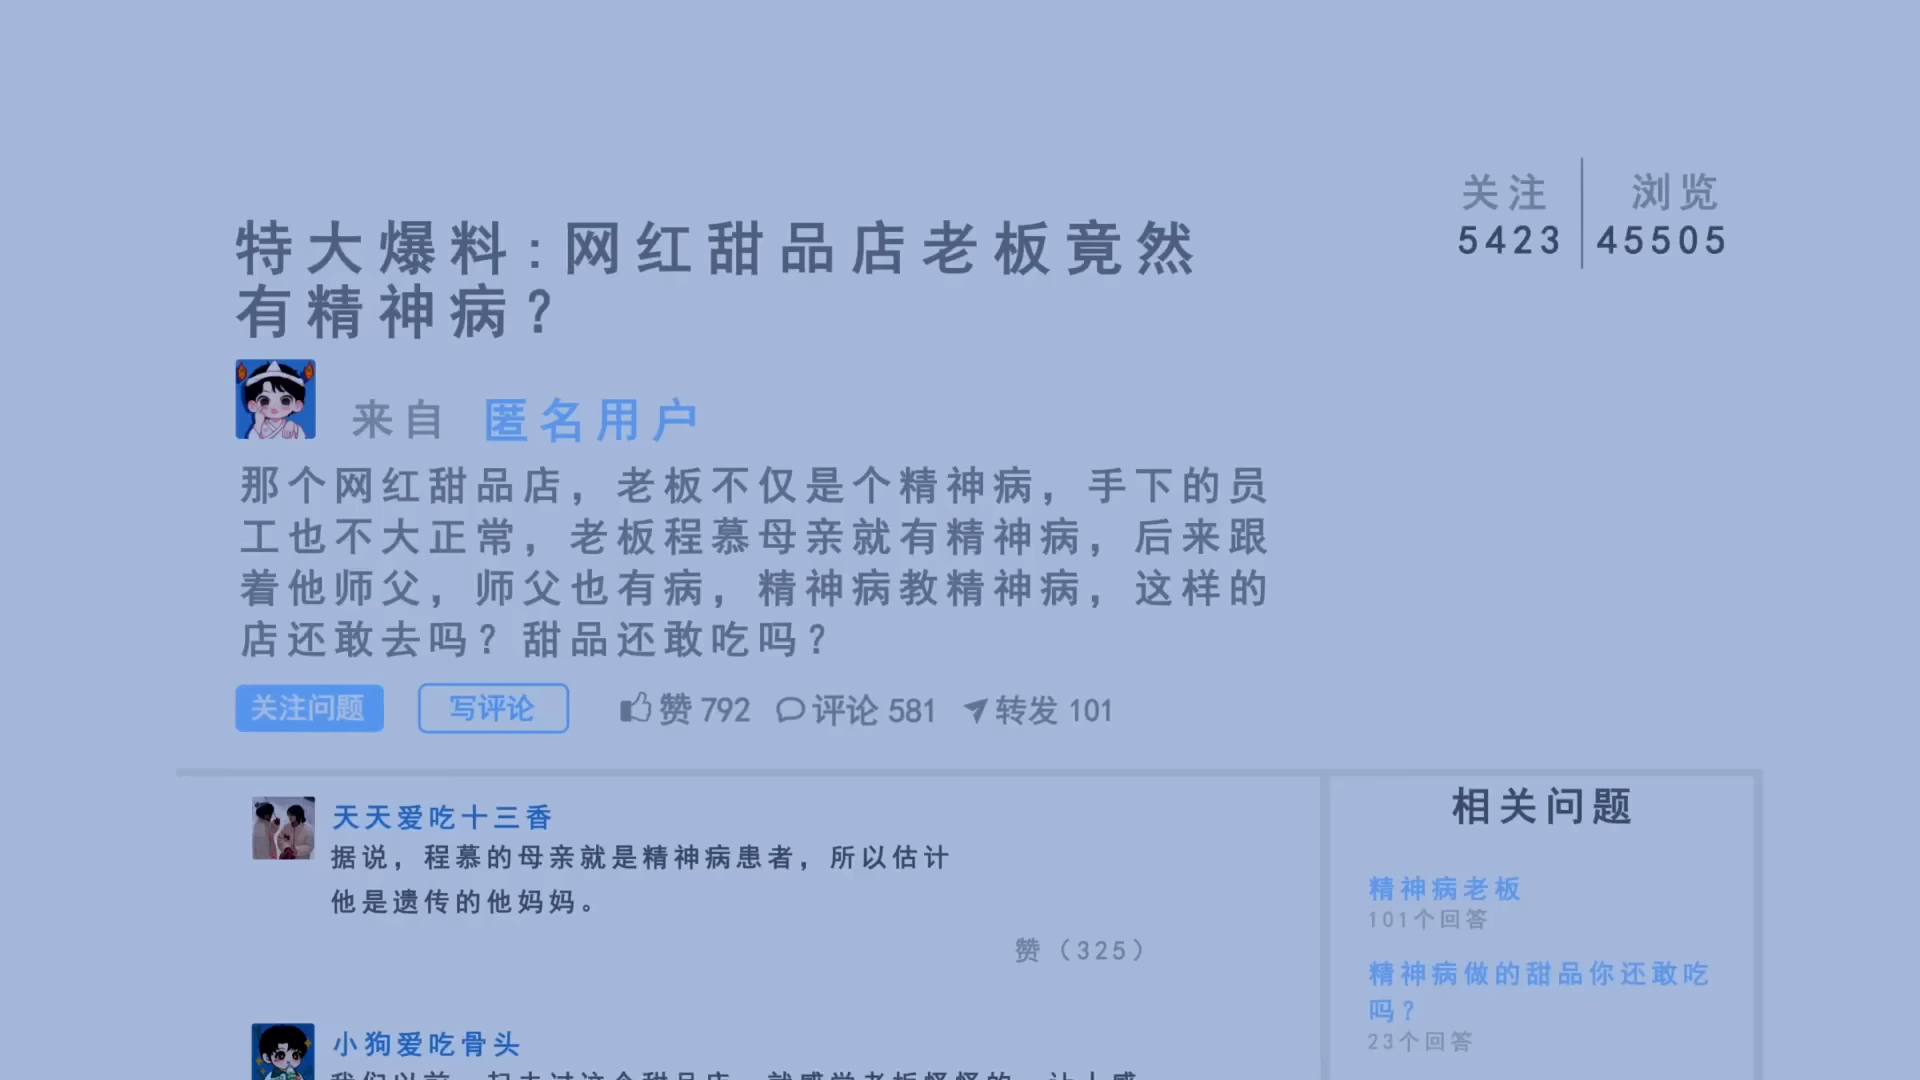 关注 浏览
5423 45505
特大爆料:网红甜品店老板竟然
有精神病?
来自 匿名用户
那个网红甜品店，老板不仅是个精神病，手下的员
工也不大正常，老板程慕母亲就有精神病，后来跟
着他师父，师父也有病，精神病教精神病，这样的
店还敢去吗？甜品还敢吃吗？
关注问题 写评论 赞 792 评论 581 转发 101
天天爱吃十三香
据说，程慕的母亲就是精神病患者，所以估计
他是遗传的他妈妈。
赞（325）
小狗爱吃骨头
相关问题
精神病老板
101个回答
精神病做的甜品你还敢吃
吗？
23个回答